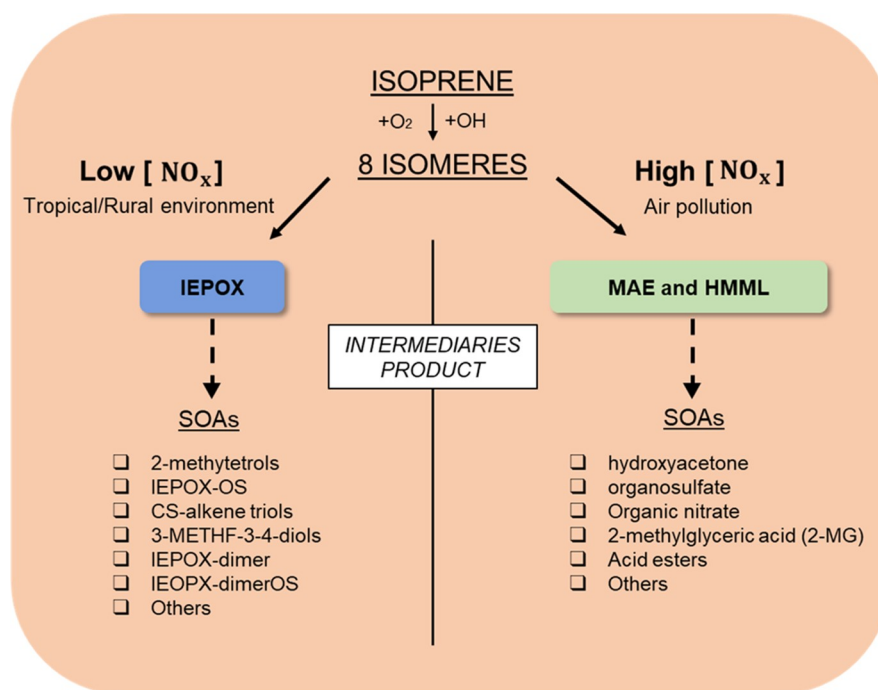 ISOPRENE
+O₂ +OH
8 ISOMERES
Low [ NOₓ]
Tropical/Rural environment
High [ NOₓ]
Air pollution
IEPOX
MAE and HMML
INTERMEDIARIES
PRODUCT
SOAs
❑ 2-methytetrols
❑ IEPOX-OS
❑ CS-alkene triols
❑ 3-METHF-3-4-diols
❑ IEPOX-dimer
❑ IEOPX-dimerOS
❑ Others
SOAs
❑ hydroxyacetone
❑ organosulfate
❑ Organic nitrate
❑ 2-methylglyceric acid (2-MG)
❑ Acid esters
❑ Others